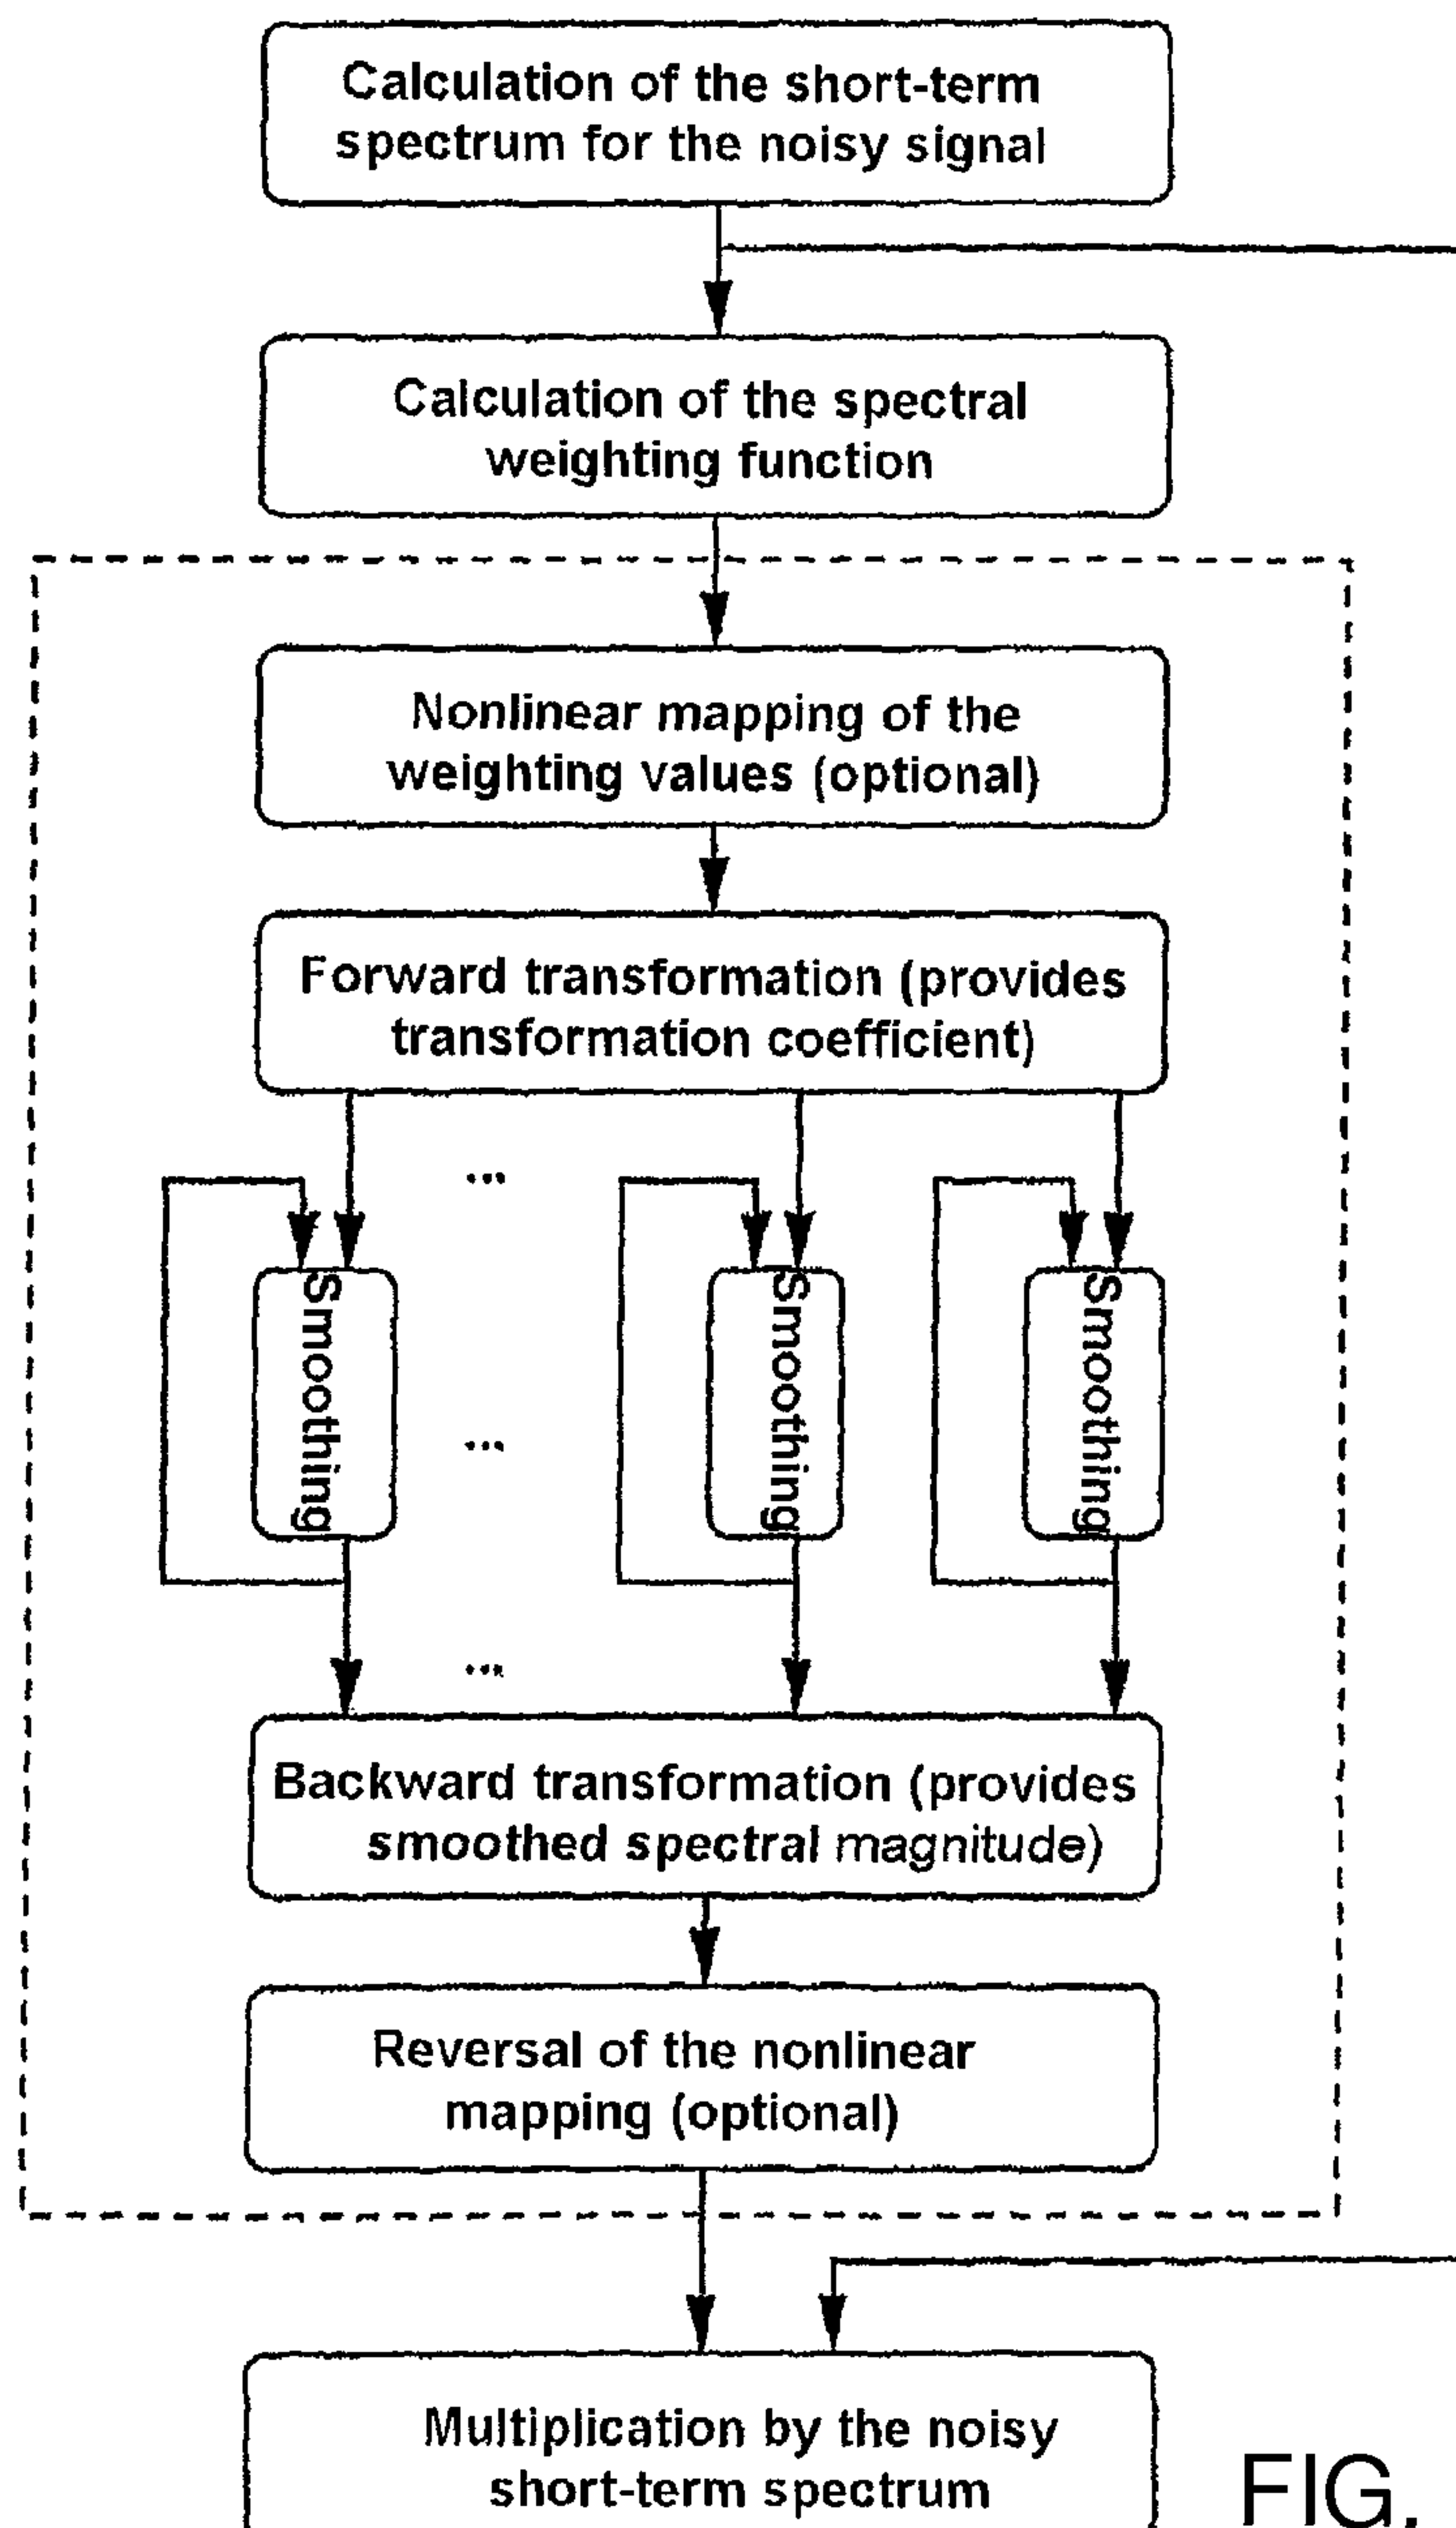 Calculation of the short-term
spectrum for the noisy signal
Calculation of the spectral
weighting function
Nonlinear mapping of the
weighting values (optional)
Forward transformation (provides
transformation coefficient)
...
Smoothing
...
Smoothing
Smoothing
...
Backward transformation (provides
smoothed spectral magnitude)
Reversal of the nonlinear
mapping (optional)
Multiplication by the noisy
short-term spectrum
FIG.